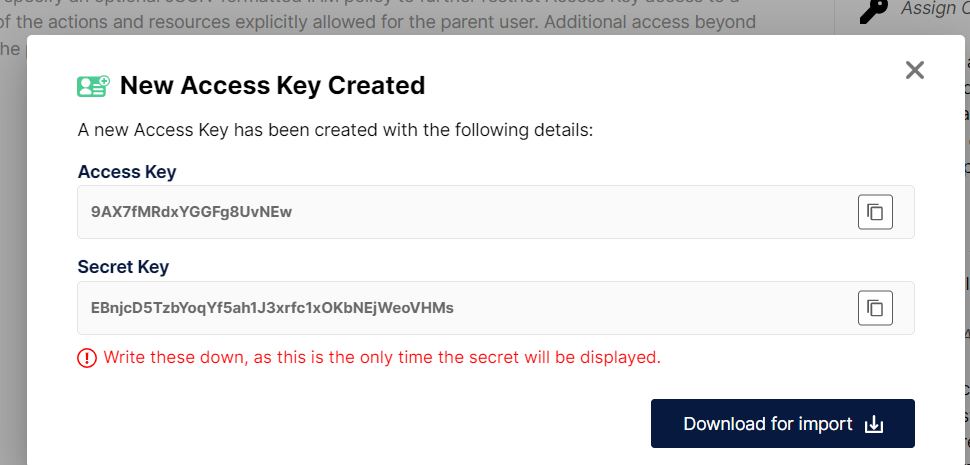 of the actions and resources explicitly allowed for the parent user. Additional access beyond
the
Assign
New Access Key Created
A new Access Key has been created with the following details:
Access Key
9AX7fMRdxYGGFg8UvNEw
Secret Key
EBnjcD5TzbYoqYf5ah1J3xrfc1xOKbNEjWeoVHMs
Write these down, as this is the only time the secret will be displayed.
Download for import